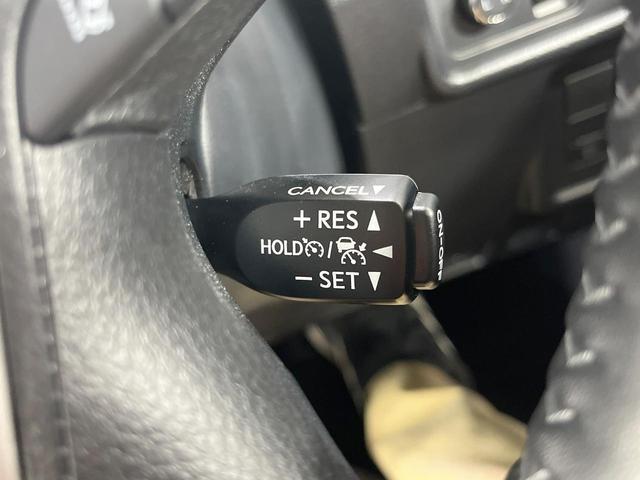 CANCEL▼
+ RES ▲
HOLD / ◀
− SET ▼
ON-OFF